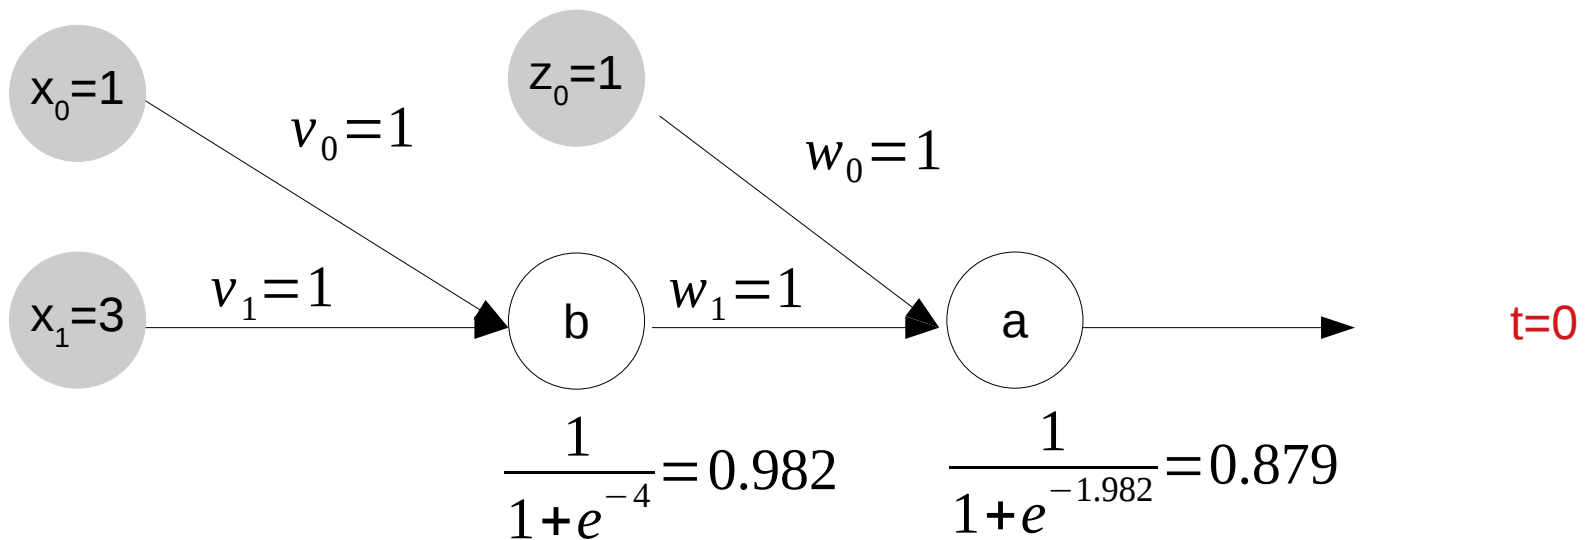 x₀=1
z₀=1
v₀=1
w₀=1
x₁=3
v₁=1
b
w₁=1
a
t=0
1
1+e⁻⁴
=0.982
1
1+e^−1.982
=0.879